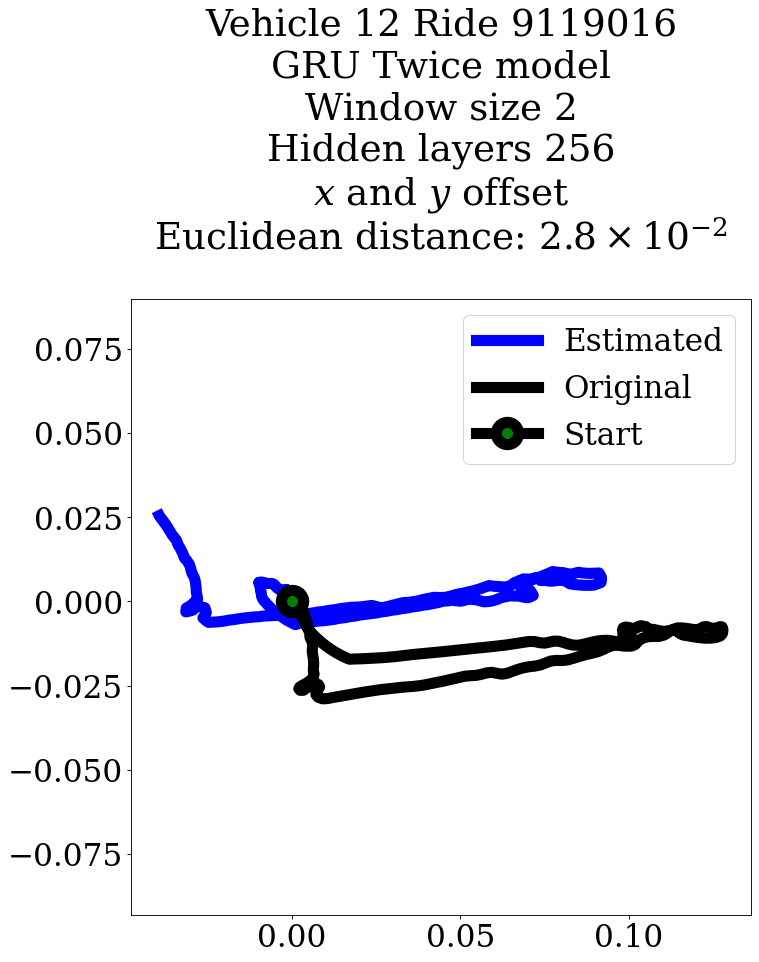 Vehicle 12 Ride 9119016
GRU Twice model
Window size 2
Hidden layers 256
x and y offset
Euclidean distance: 2.8 × 10⁻²
Estimated
Original
Start
0.075
0.050
0.025
0.000
−0.025
−0.050
−0.075
0.00 0.05 0.10